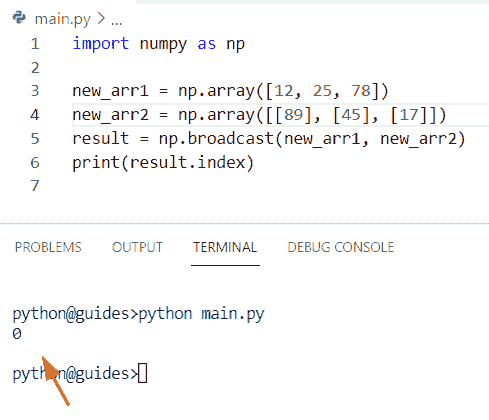 main.py > ...
1 import numpy as np
2
3 new_arr1 = np.array([12, 25, 78])
4 new_arr2 = np.array([[89], [45], [17]])
5 result = np.broadcast(new_arr1, new_arr2)
6 print(result.index)
7
PROBLEMS OUTPUT TERMINAL DEBUG CONSOLE
python@guides>python main.py
0
python@guides>